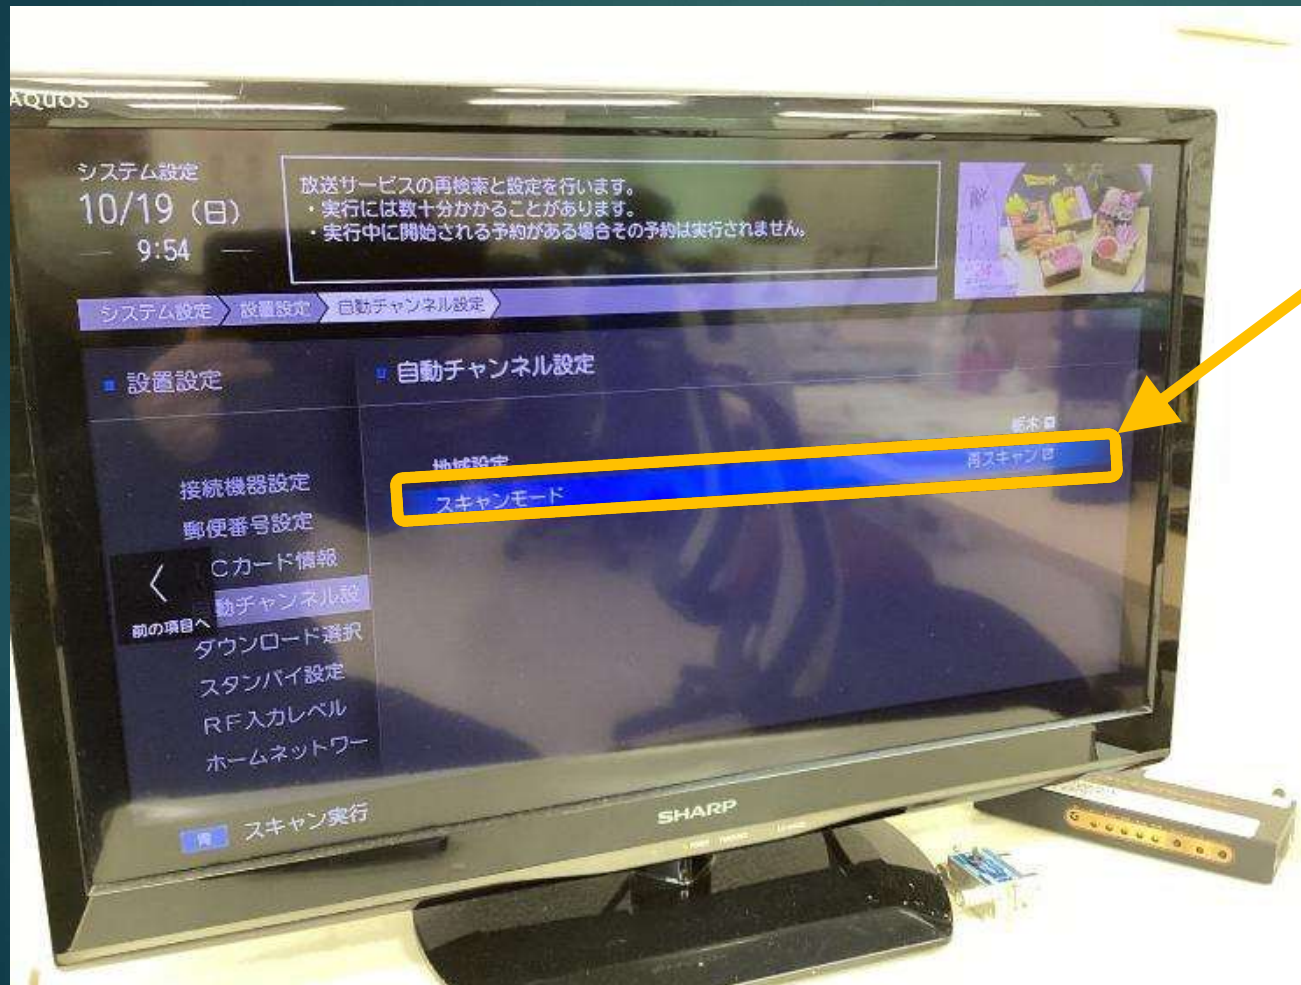 AQUOS
システム設定
10/19 (日)
9:54
放送サービスの再検索と設定を行います。
・実行には数十分かかることがあります。
・実行中に開始される予約がある場合その予約は実行されません。
システム設定 設置設定 自動チャンネル設定
設置設定
自動チャンネル設定
栃木
地域設定
再スキャン
スキャンモード
接続機器設定
郵便番号設定
Cカード情報
動チャンネル設
前の項目へ
ダウンロード選択
スタンバイ設定
RF入力レベル
ホームネットワー
青 スキャン実行
SHARP